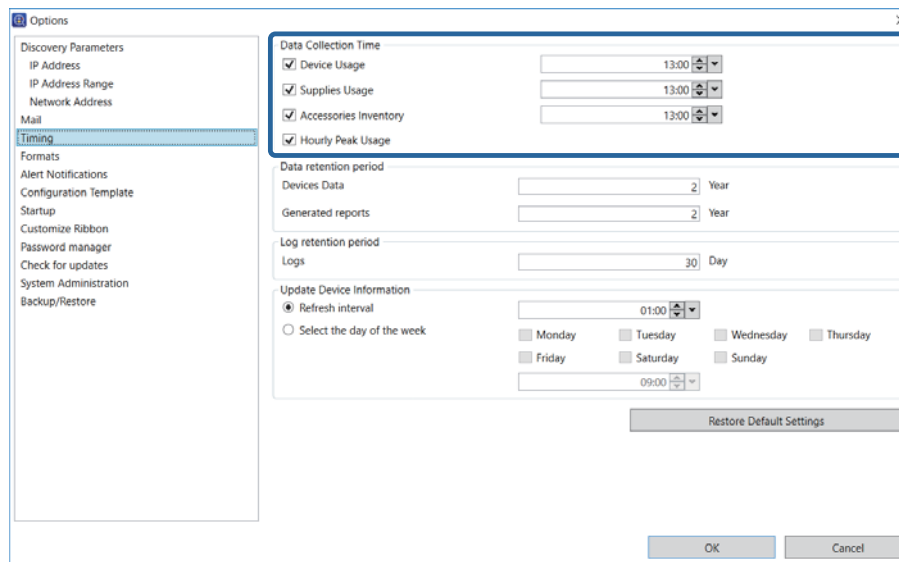 Options
Discovery Parameters
IP Address
IP Address Range
Network Address
Mail
Timing
Formats
Alert Notifications
Configuration Template
Startup
Customize Ribbon
Password manager
Check for updates
System Administration
Backup/Restore
Data Collection Time
Device Usage 13:00
Supplies Usage 13:00
Accessories Inventory 13:00
Hourly Peak Usage
Data retention period
Devices Data 2 Year
Generated reports 2 Year
Log retention period
Logs 30 Day
Update Device Information
Refresh interval 01:00
Select the day of the week
Monday Tuesday Wednesday Thursday
Friday Saturday Sunday
09:00
Restore Default Settings
OK Cancel